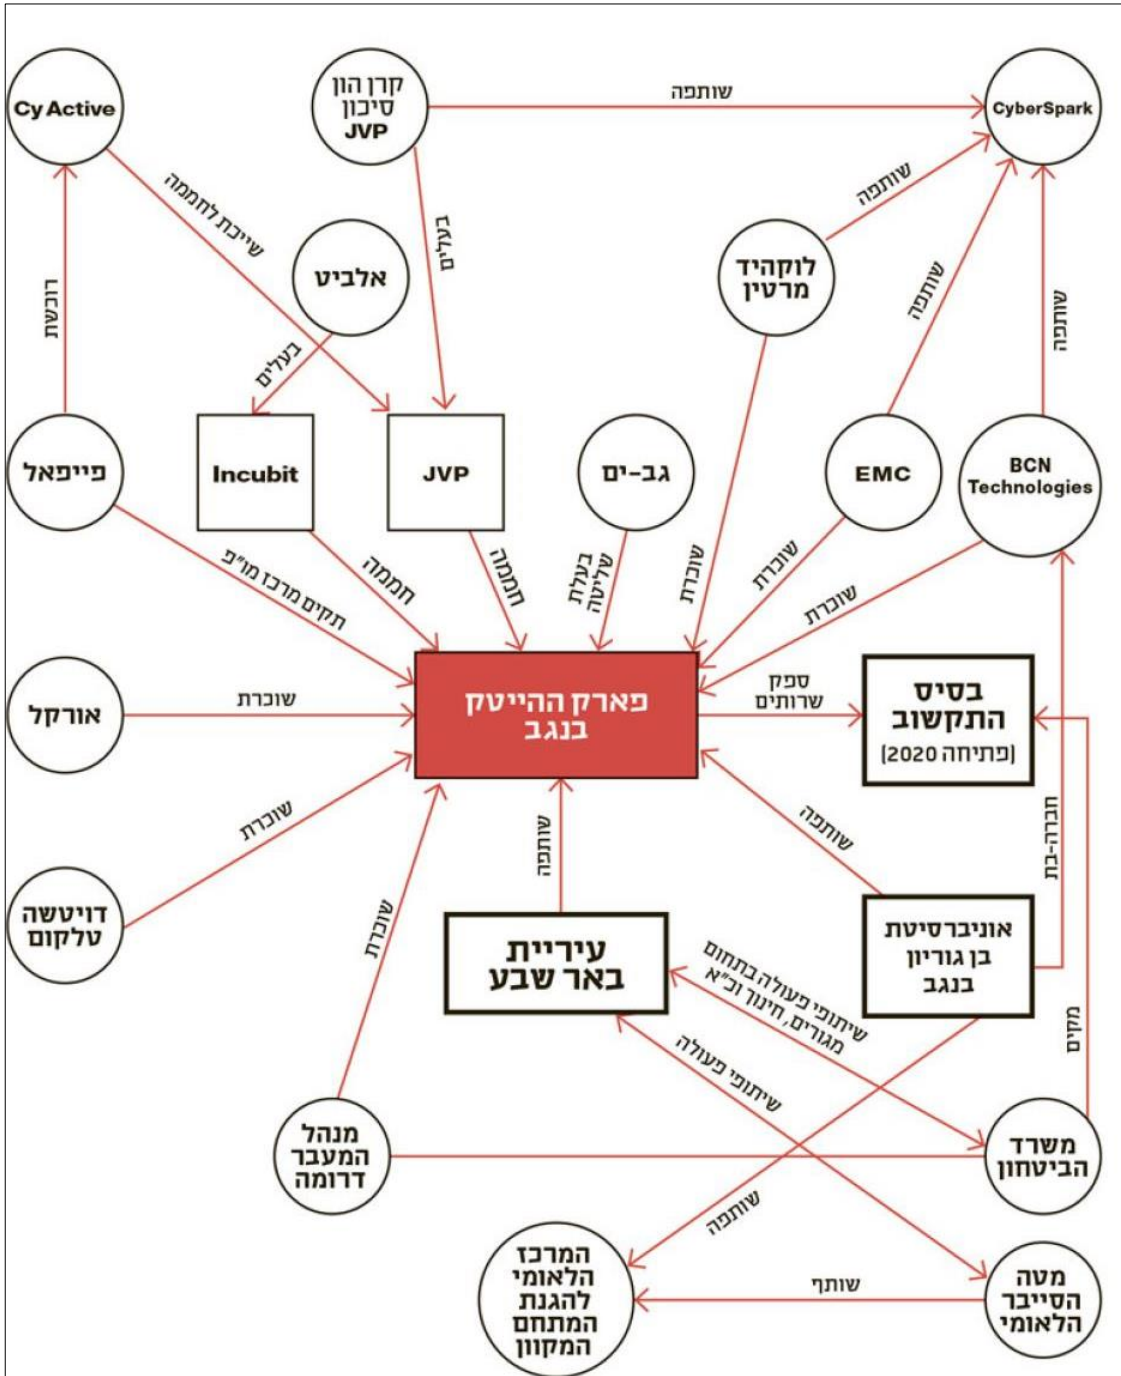 Cy Active
קרן הון
סיכון
JVP
שותפה
CyberSpark
שייכת לחממה
בעלים
שותפה
אלביט
לוקהיד
מרטין
רוכשת
בעלים
שותפה
שותפה
פייפאל
Incubit
JVP
גב-ים
EMC
BCN
Technologies
תקים מרכז מו"פ
חממה
חממה
בעלת
שליטה
שוכרת
שוכרת
שוכרת
אורקל
שוכרת
פארק ההייטק
בנגב
ספק
שרותים
בסיס
התקשוב
(פתיחה 2020)
שוכרת
שותפה
שותפה
חברה-בת
דויטשה
טלקום
שוכרת
עיריית
באר שבע
אוניברסיטת
בן גוריון
בנגב
שיתופי פעולה בתחום
מגורים, חינוך וכ"א
שיתופי פעולה
מקים
מנהל
המעבר
דרומה
משרד
הביטחון
שותפה
המרכז
הלאומי
להגנת
המתחם
המקוון
שותף
מטה
הסייבר
הלאומי